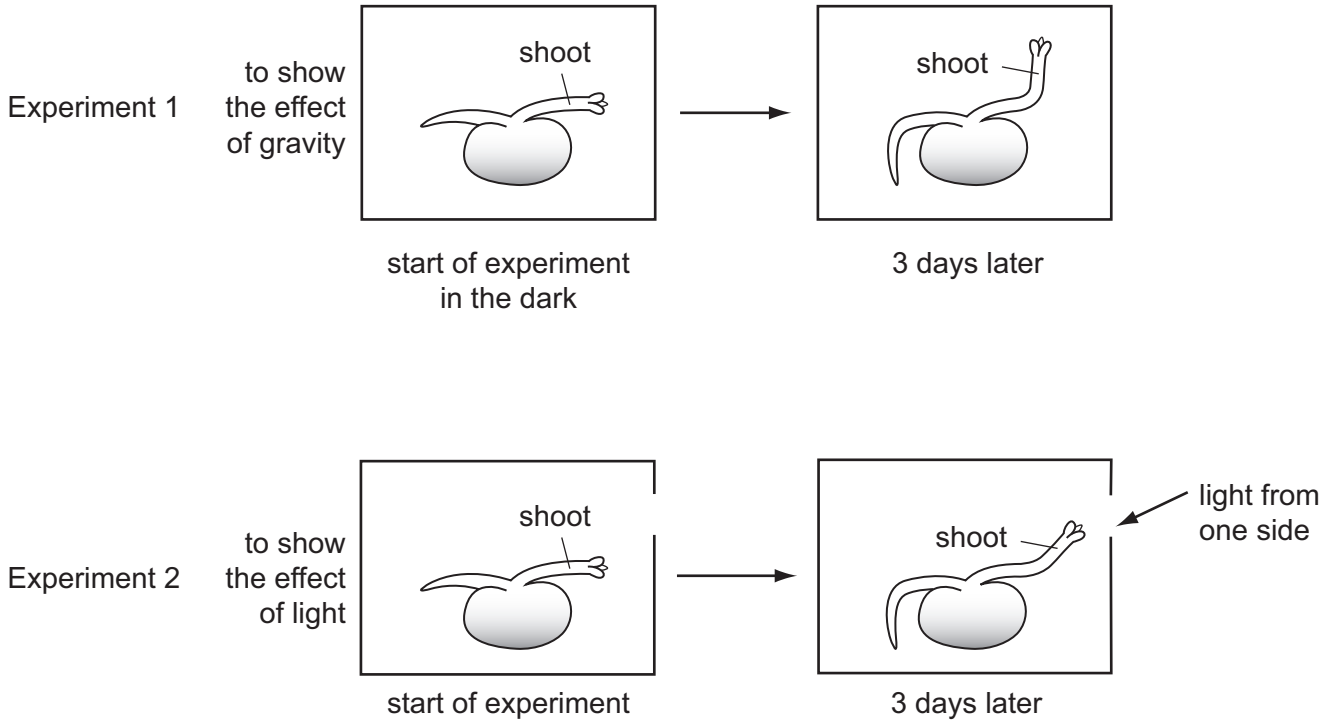 Experiment 1
to show
the effect
of gravity
shoot
shoot
start of experiment
in the dark
3 days later
Experiment 2
to show
the effect
of light
shoot
shoot
light from
one side
start of experiment
3 days later